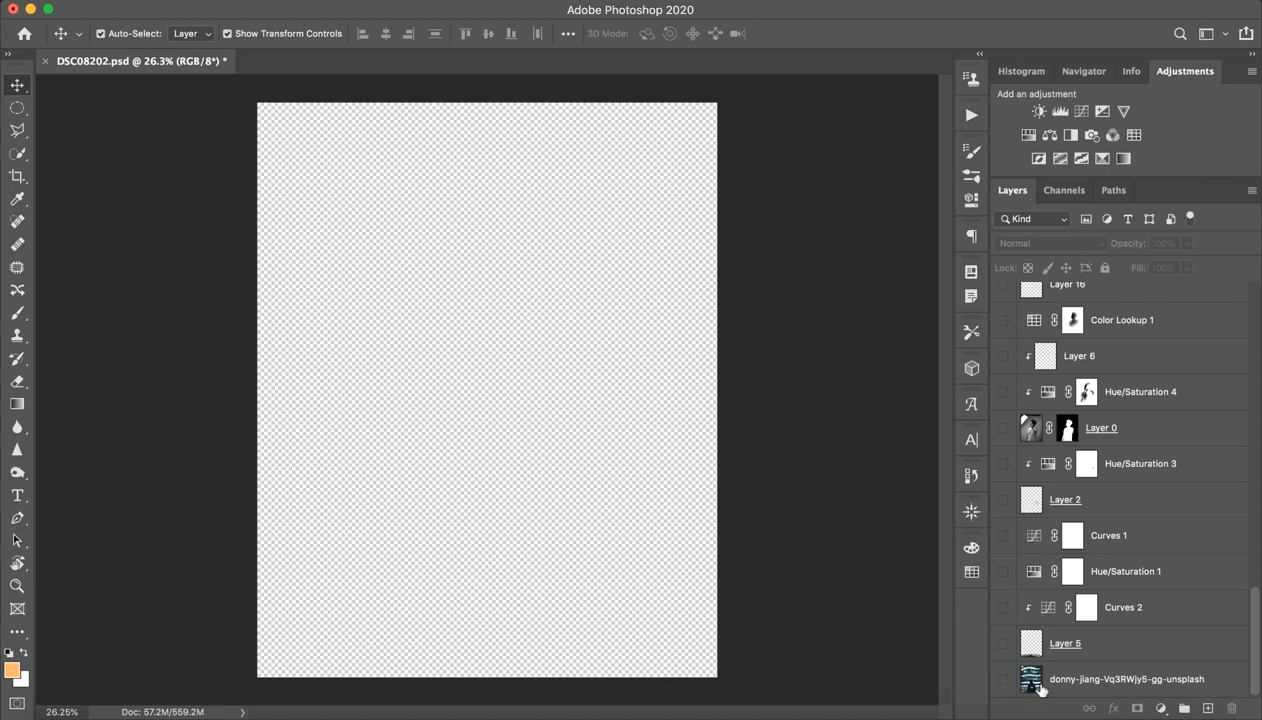 Adobe Photoshop 2020
Auto-Select: Layer Show Transform Controls 3D Mode:
DSC08202.psd @ 26.3% (RGB/8*) *
Histogram Navigator Info Adjustments
Add an adjustment
Layers Channels Paths
Kind
Normal Opacity: 100%
Lock: Fill: 100%
Layer 16
Color Lookup 1
Layer 6
Hue/Saturation 4
Layer 0
Hue/Saturation 3
Layer 2
Curves 1
Hue/Saturation 1
Curves 2
Layer 5
donny-jiang-Vq3RWjy5-gg-unsplash
26.25% Doc: 57.2M/559.2M